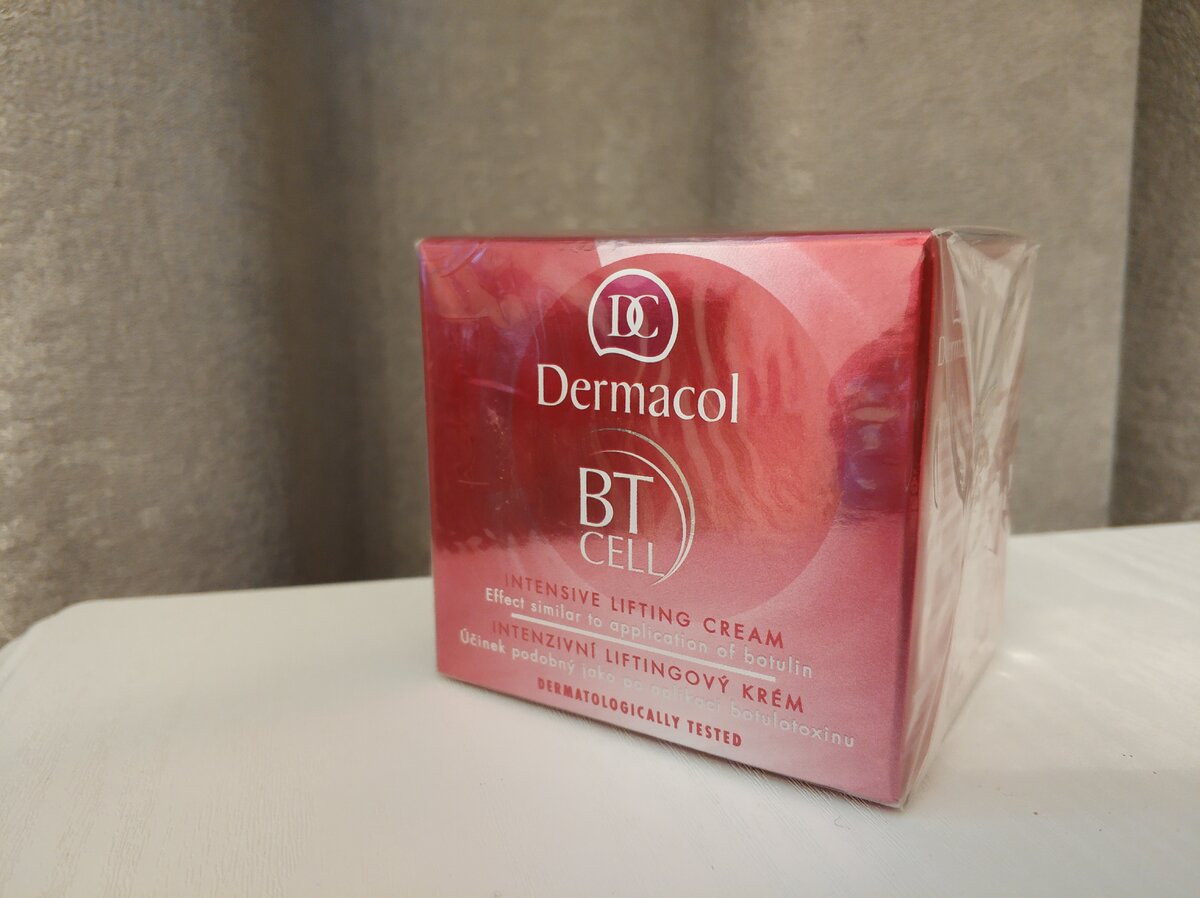 DC
Dermacol
BT
CELL
INTENSIVE LIFTING CREAM
Effect similar to application of botulin
INTENZIVNÍ LIFTINGOVÝ KRÉM
Účinek podobný jako po aplikaci botulotoxinu
DERMATOLOGICALLY TESTED